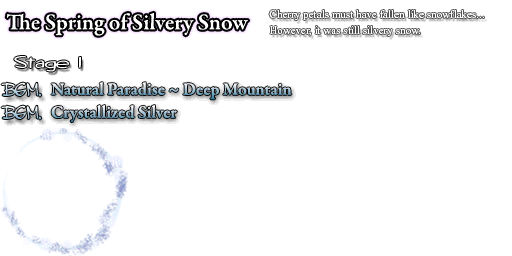 The Spring of Silvery Snow
Cherry petals must have fallen like snowflakes...
However, it was still silvery snow.
Stage 1
BGM. Natural Paradise ~ Deep Mountain
BGM. Crystallized Silver